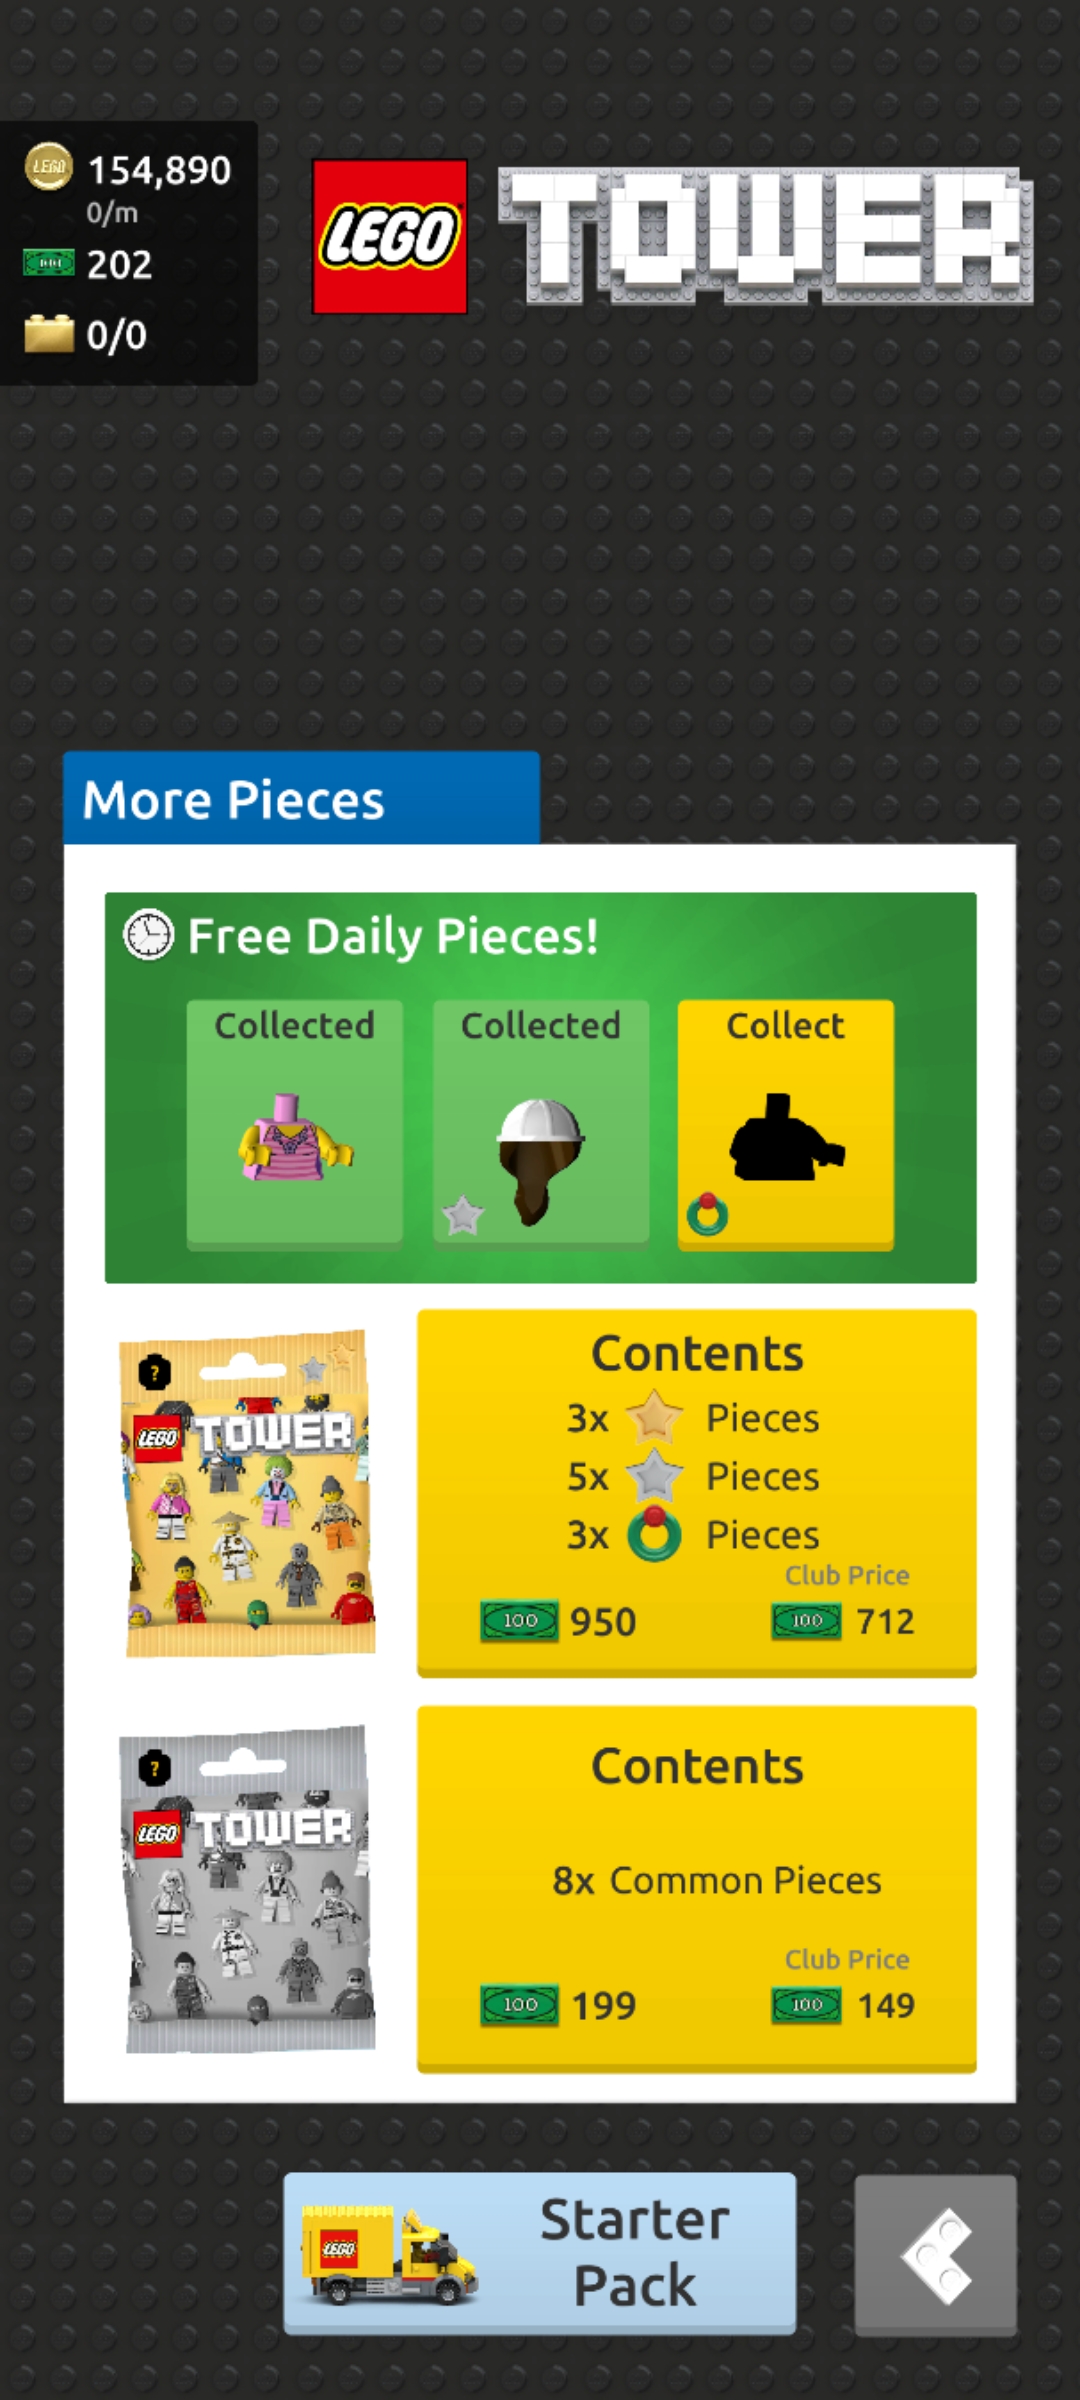 LEGO
154,890
0/m
202
0/0
LEGO TOWER
More Pieces
Free Daily Pieces!
Collected
Collected
Collect
?
LEGO TOWER
Contents
3x Pieces
5x Pieces
3x Pieces
Club Price
100 950
100 712
?
LEGO TOWER
Contents
8x Common Pieces
Club Price
100 199
100 149
LEGO
Starter
Pack